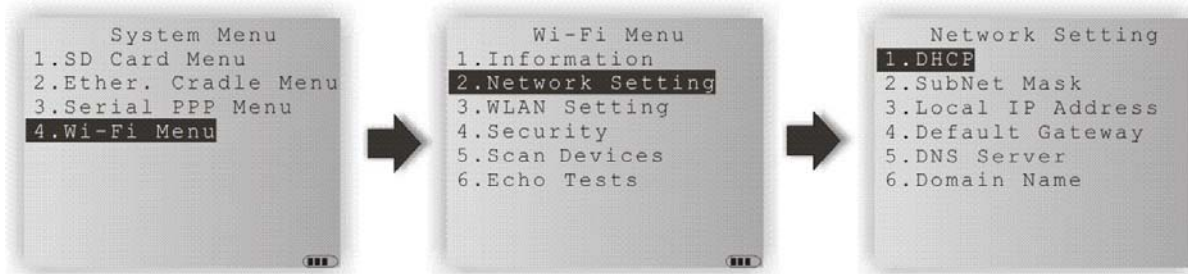 System Menu
1.SD Card Menu
2.Ether. Cradle Menu
3.Serial PPP Menu
4.Wi-Fi Menu
Wi-Fi Menu
1.Information
2.Network Setting
3.WLAN Setting
4.Security
5.Scan Devices
6.Echo Tests
Network Setting
1.DHCP
2.SubNet Mask
3.Local IP Address
4.Default Gateway
5.DNS Server
6.Domain Name